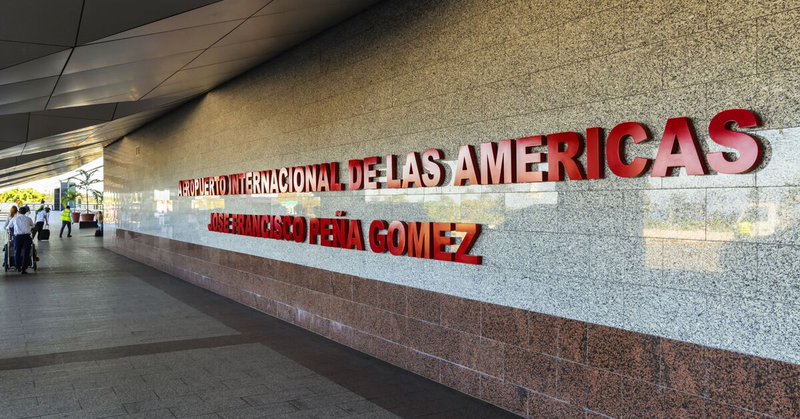 AEROPUERTO INTERNACIONAL DE LAS AMERICAS
JOSE FRANCISCO PEÑA GOMEZ